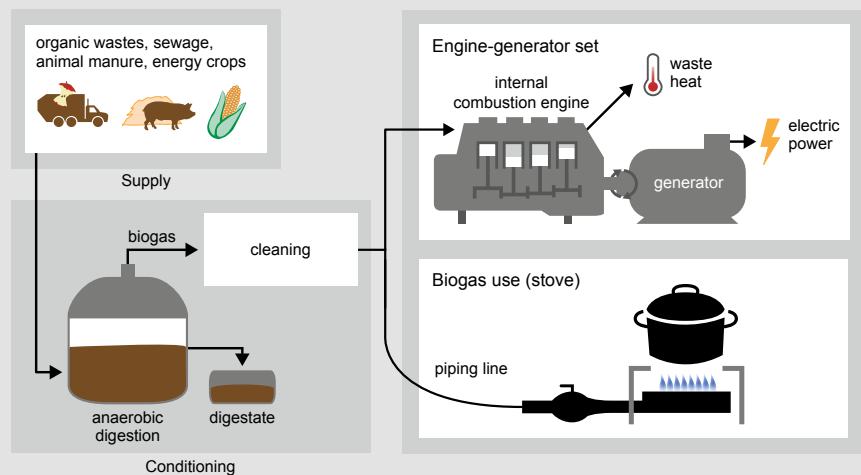 organic wastes, sewage,
animal manure, energy crops
Supply
biogas
cleaning
anaerobic
digestion
digestate
Conditioning
Engine-generator set
internal
combustion engine
waste
heat
generator
electric
power
Biogas use (stove)
piping line